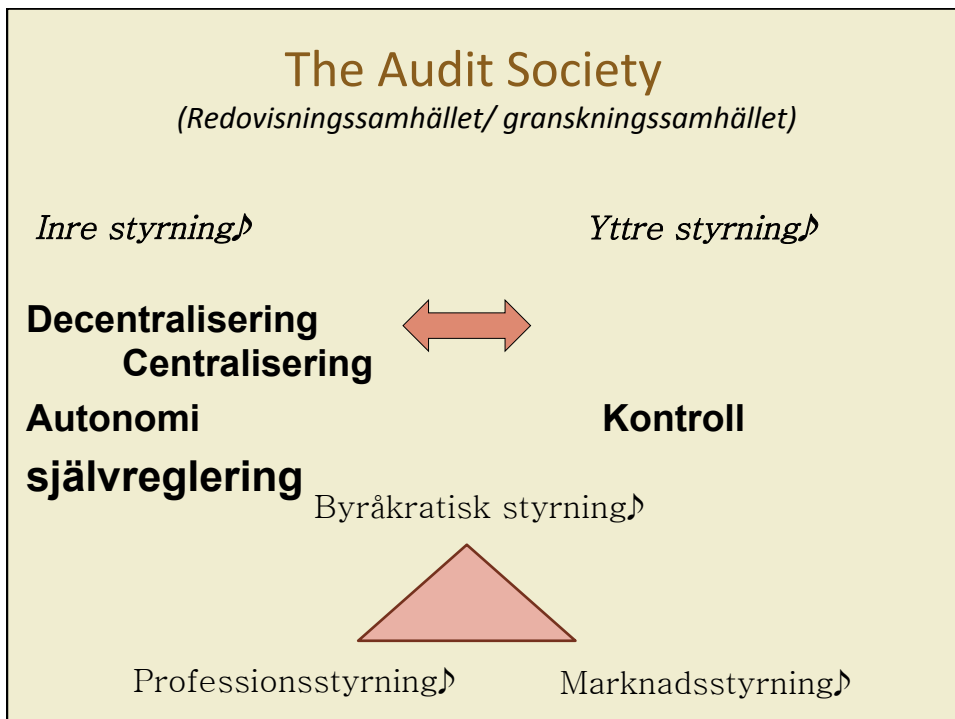 The Audit Society
(Redovisningssamhället/ granskningssamhället)
Inre styrning♪ Yttre styrning♪
Decentralisering
Centralisering
Autonomi Kontroll
självreglering
Byråkratisk styrning♪
Professionsstyrning♪ Marknadsstyrning♪